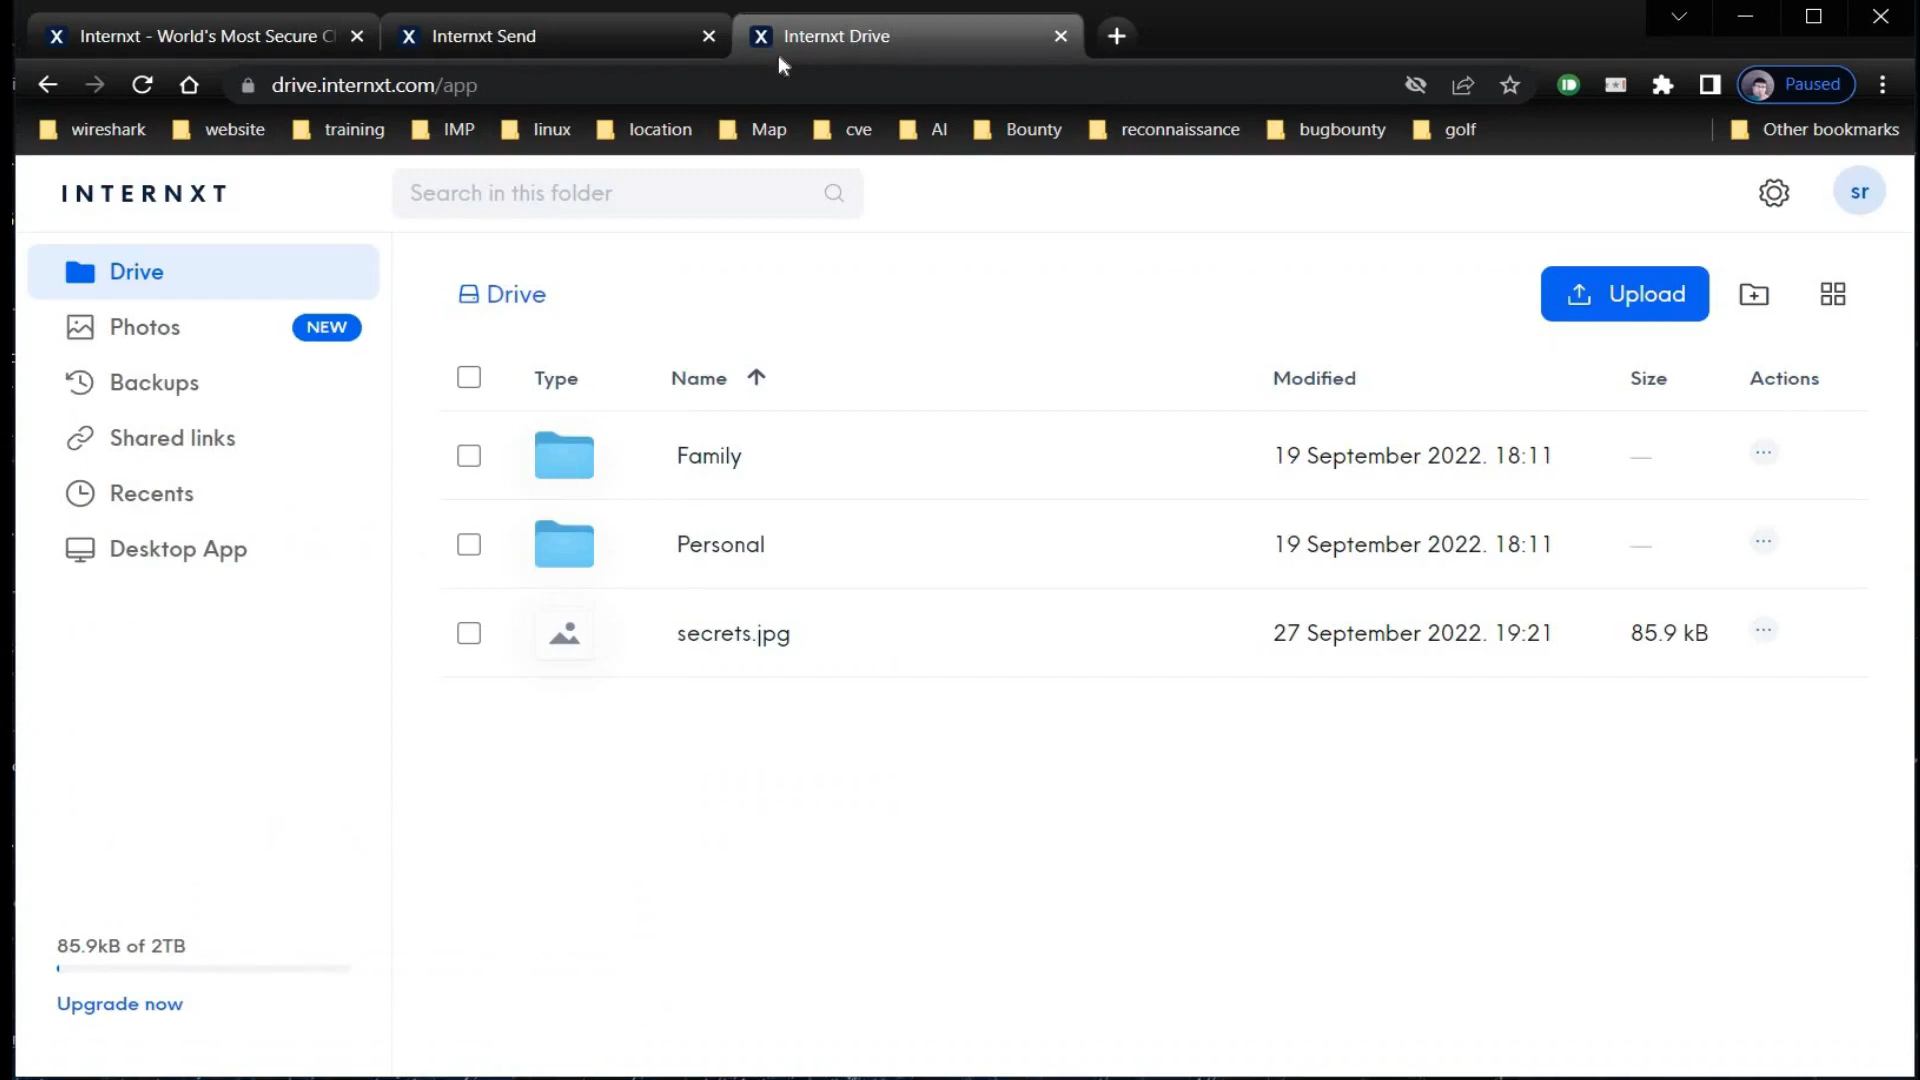 Internxt - World's Most Secure C
Internxt Send
Internxt Drive
drive.internxt.com/app
Paused
wireshark
website
training
IMP
linux
location
Map
cve
AI
Bounty
reconnaissance
bugbounty
golf
Other bookmarks
INTERNXT
Search in this folder
sr
Drive
Photos
NEW
Backups
Shared links
Recents
Desktop App
85.9kB of 2TB
Upgrade now
Drive
Upload
Type Name Modified Size Actions
Family 19 September 2022. 18:11 —
Personal 19 September 2022. 18:11 —
secrets.jpg 27 September 2022. 19:21 85.9 kB